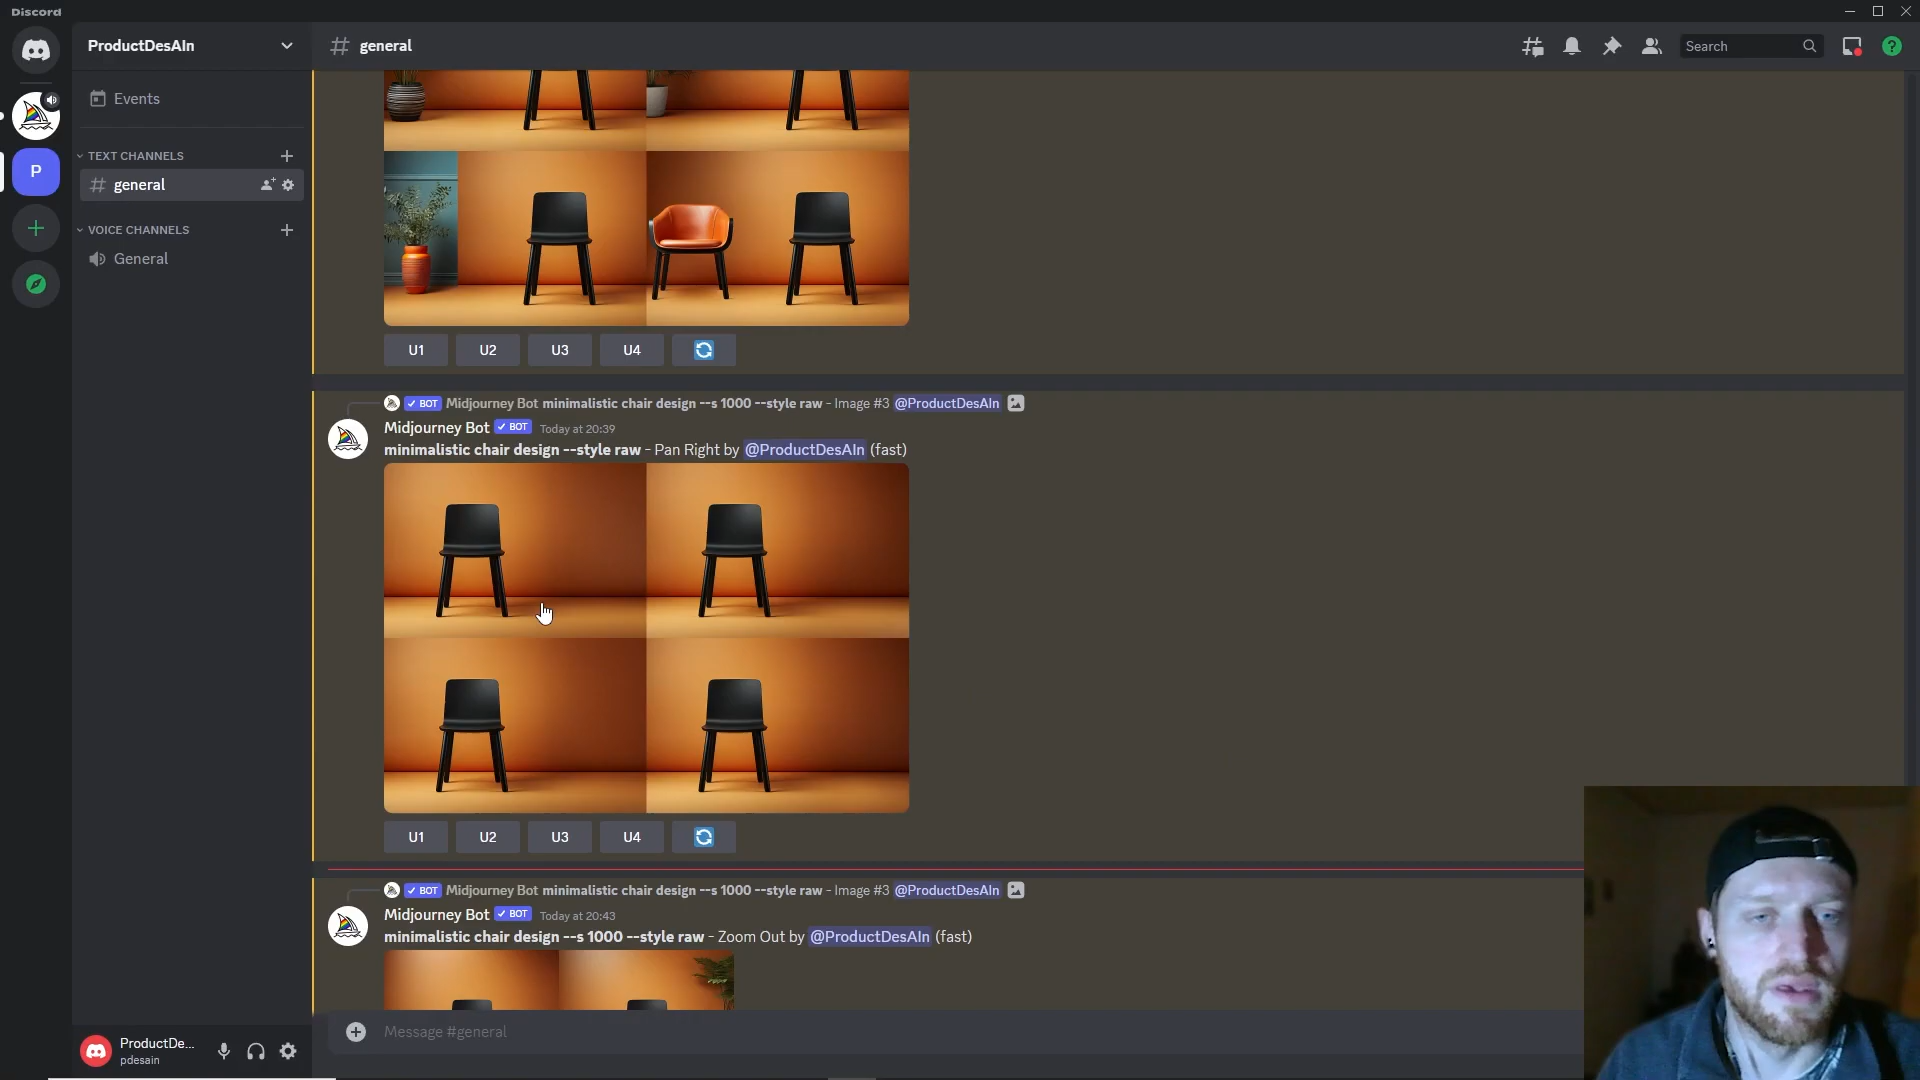 Discord
ProductDesAIn
general
Search
Events
TEXT CHANNELS
general
VOICE CHANNELS
General
P
U1 U2 U3 U4
BOT Midjourney Bot minimalistic chair design --s 1000 --style raw - Image #3 @ProductDesAIn
Midjourney Bot BOT Today at 20:39
minimalistic chair design --style raw - Pan Right by @ProductDesAIn (fast)
U1 U2 U3 U4
BOT Midjourney Bot minimalistic chair design --s 1000 --style raw - Image #3 @ProductDesAIn
Midjourney Bot BOT Today at 20:43
minimalistic chair design --s 1000 --style raw - Zoom Out by @ProductDesAIn (fast)
Message #general
ProductDe...
pdesain